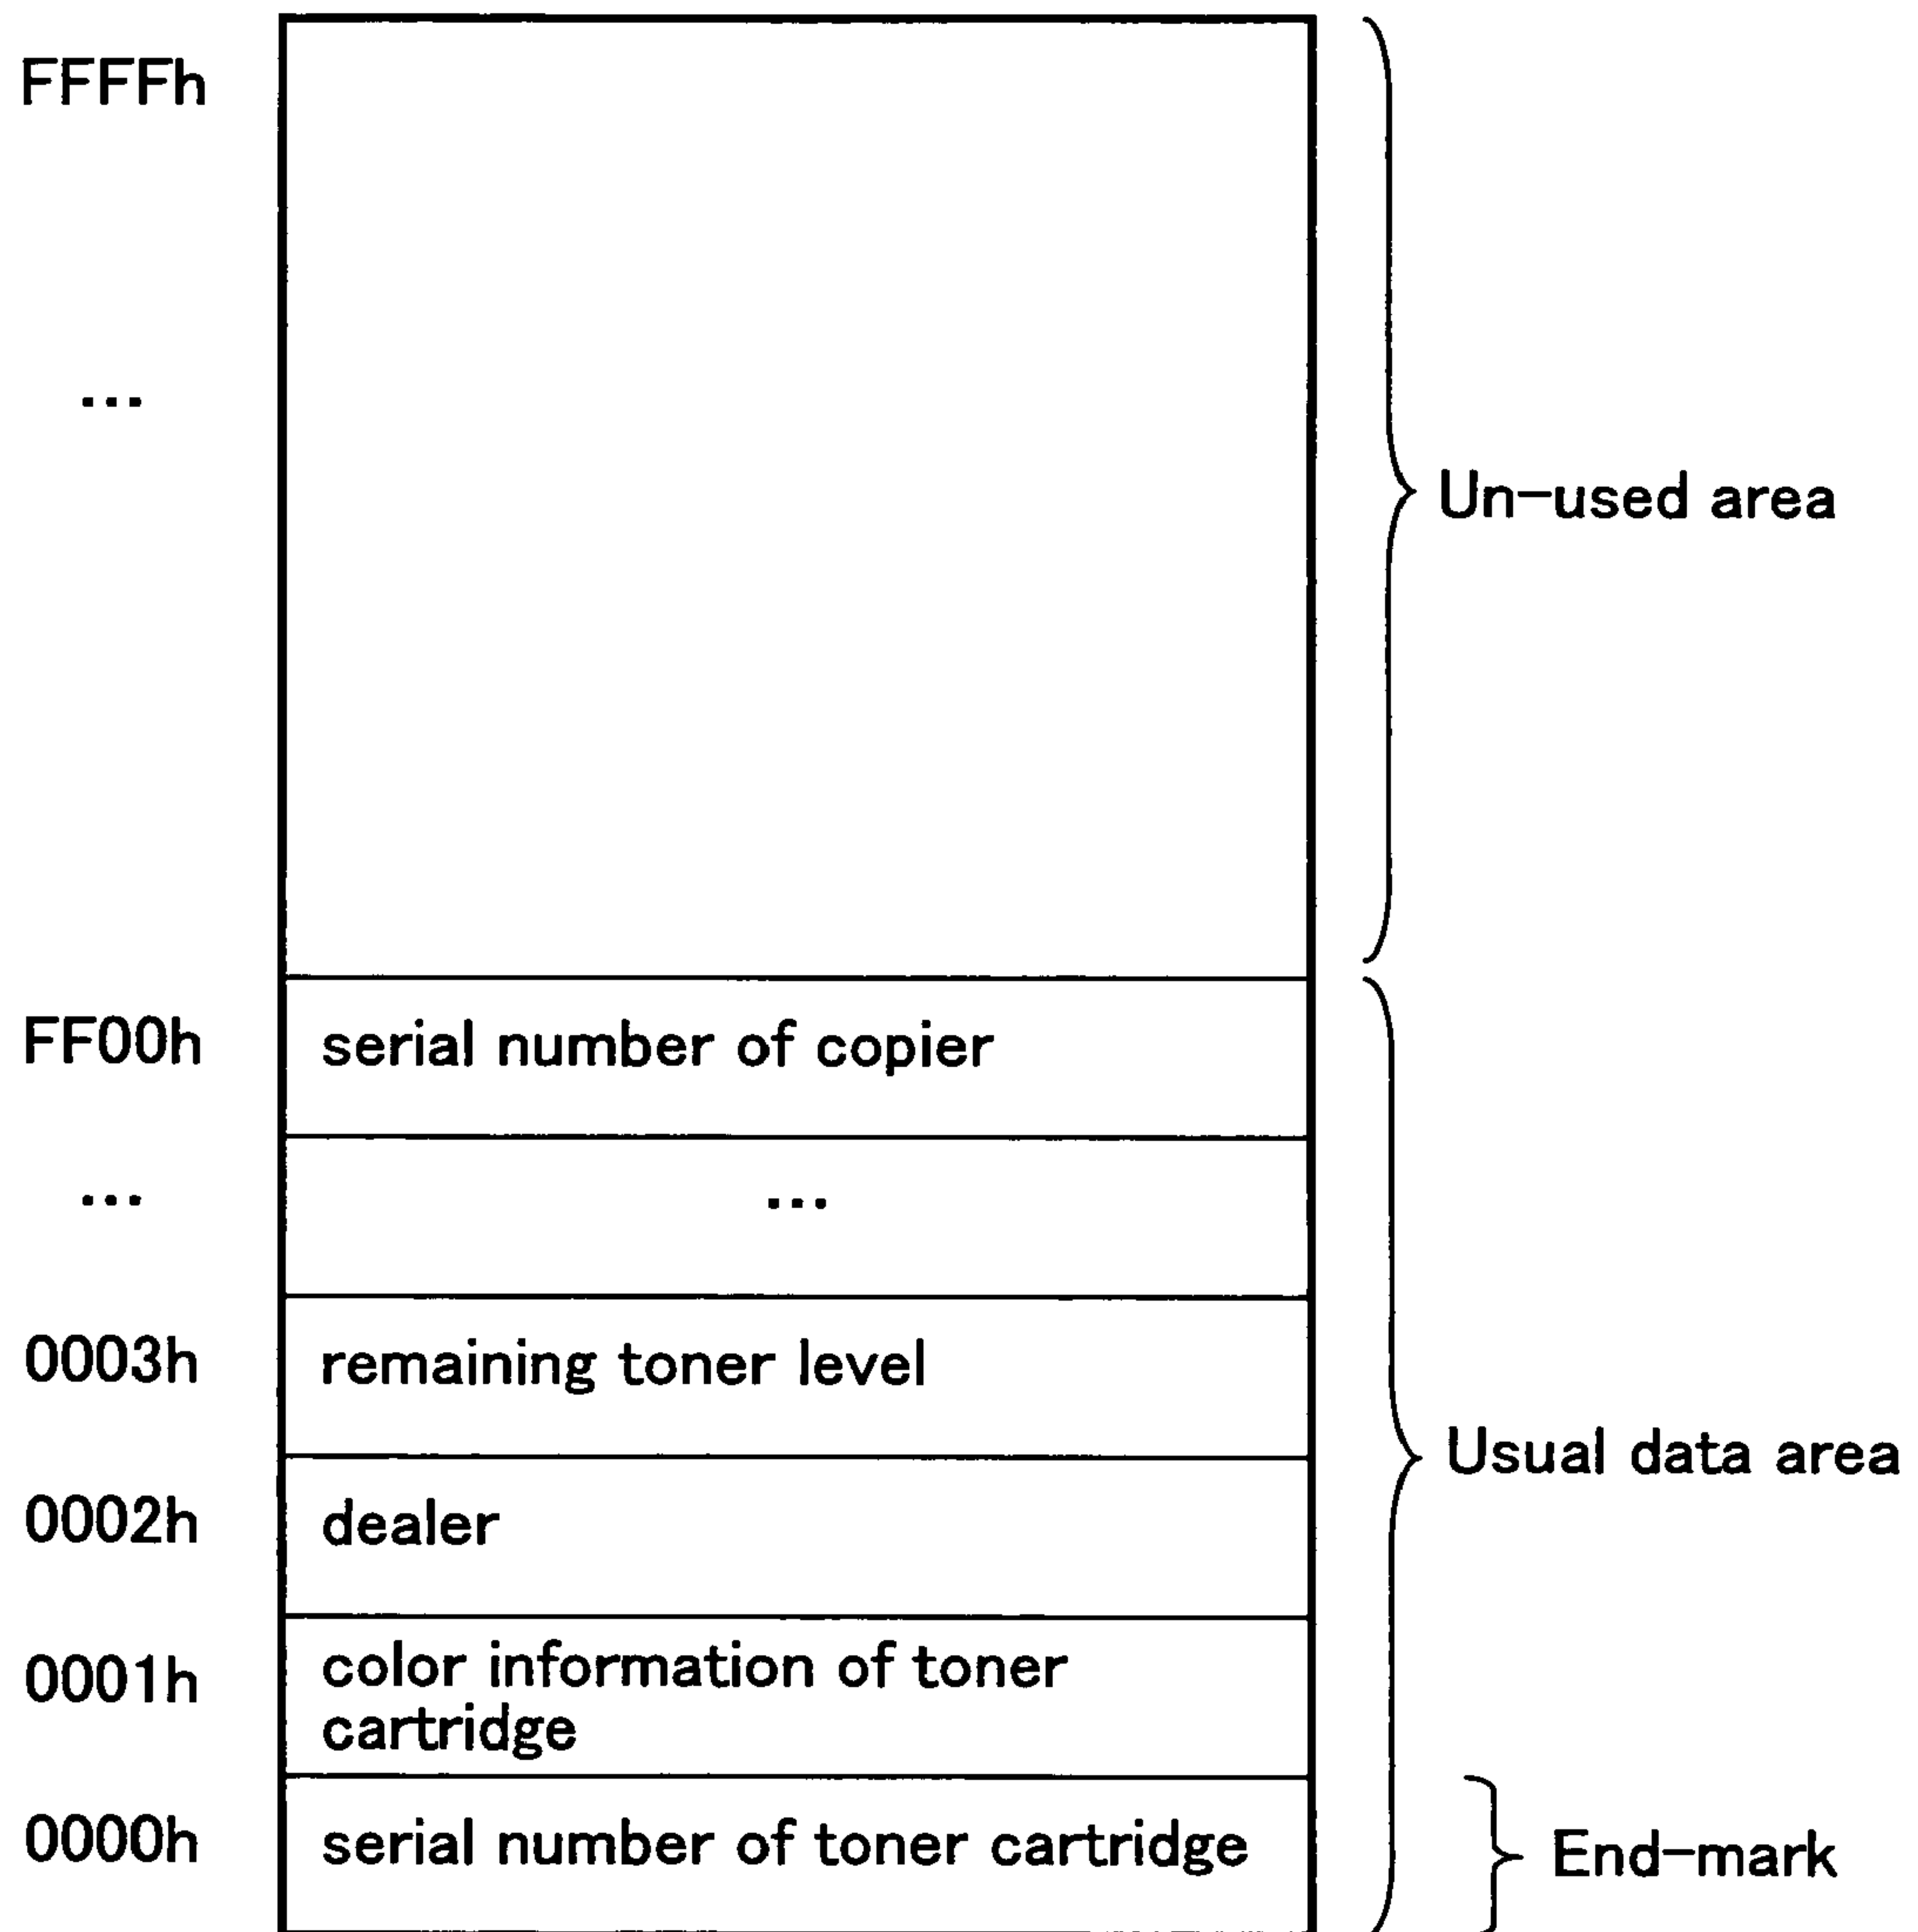 FFFFh
...
Un-used area
FF00h serial number of copier
... ...
0003h remaining toner level
Usual data area
0002h dealer
0001h color information of toner
cartridge
0000h serial number of toner cartridge End-mark